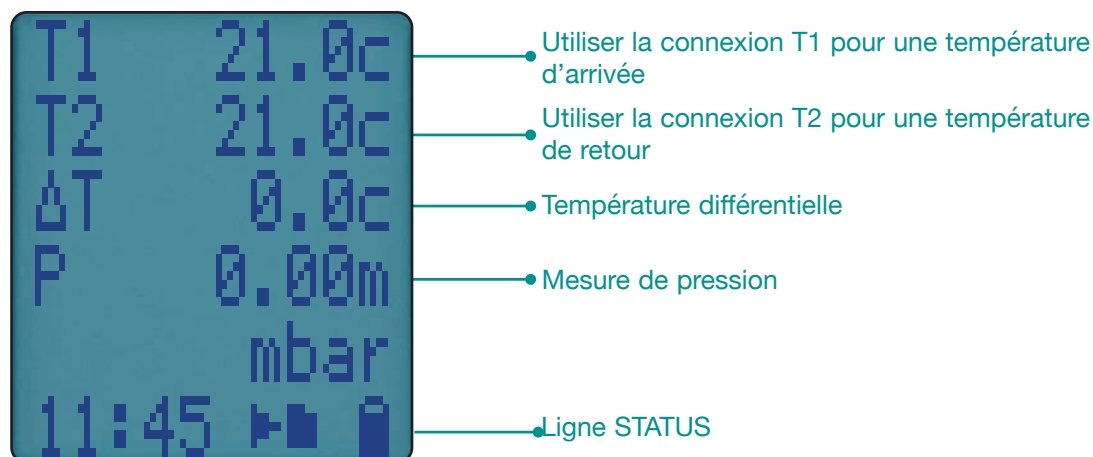 T1 21.0c
Utiliser la connexion T1 pour une température
d'arrivée
T2 21.0c
Utiliser la connexion T2 pour une température
de retour
ΔT 0.0c
Température différentielle
P 0.00m
Mesure de pression
mbar
11:45
Ligne STATUS